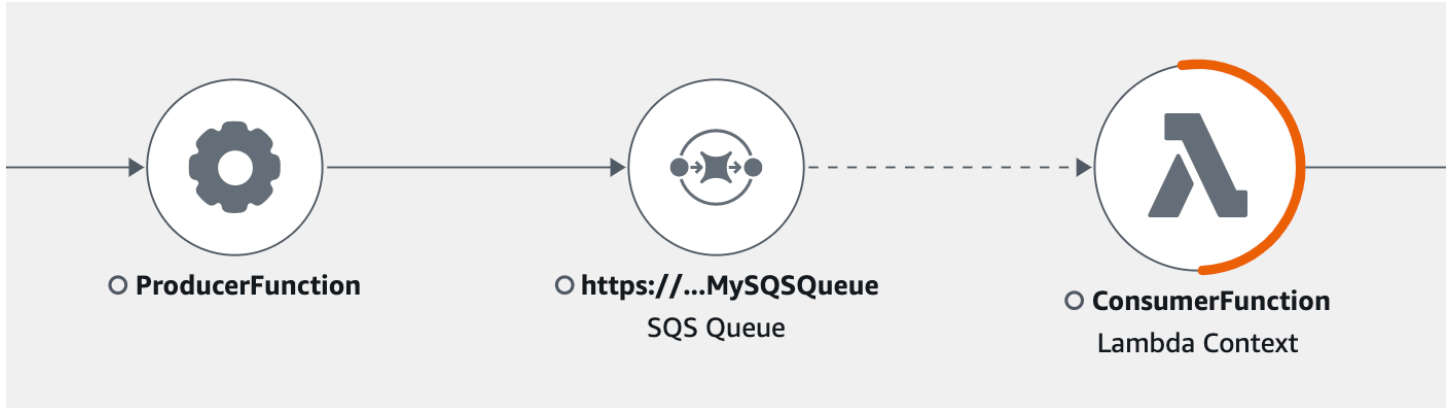 ProducerFunction
https://...MySQSQueue
SQS Queue
ConsumerFunction
Lambda Context